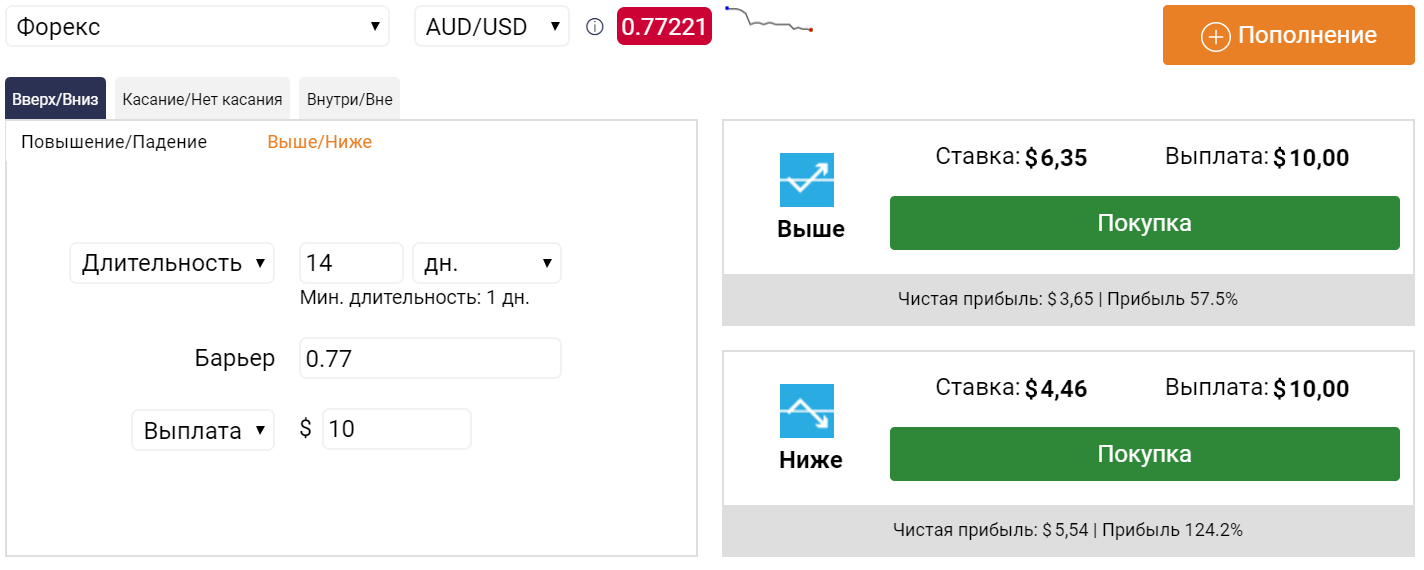 Форекс AUD/USD 0.77221 Пополнение
Вверх/Вниз Касание/Нет касания Внутри/Вне
Повышение/Падение Выше/Ниже
Длительность 14 дн.
Мин. длительность: 1 дн.
Барьер 0.77
Выплата $ 10
Ставка: $6,35 Выплата: $10,00
Выше
Покупка
Чистая прибыль: $3,65 | Прибыль 57.5%
Ставка: $4,46 Выплата: $10,00
Ниже
Покупка
Чистая прибыль: $5,54 | Прибыль 124.2%